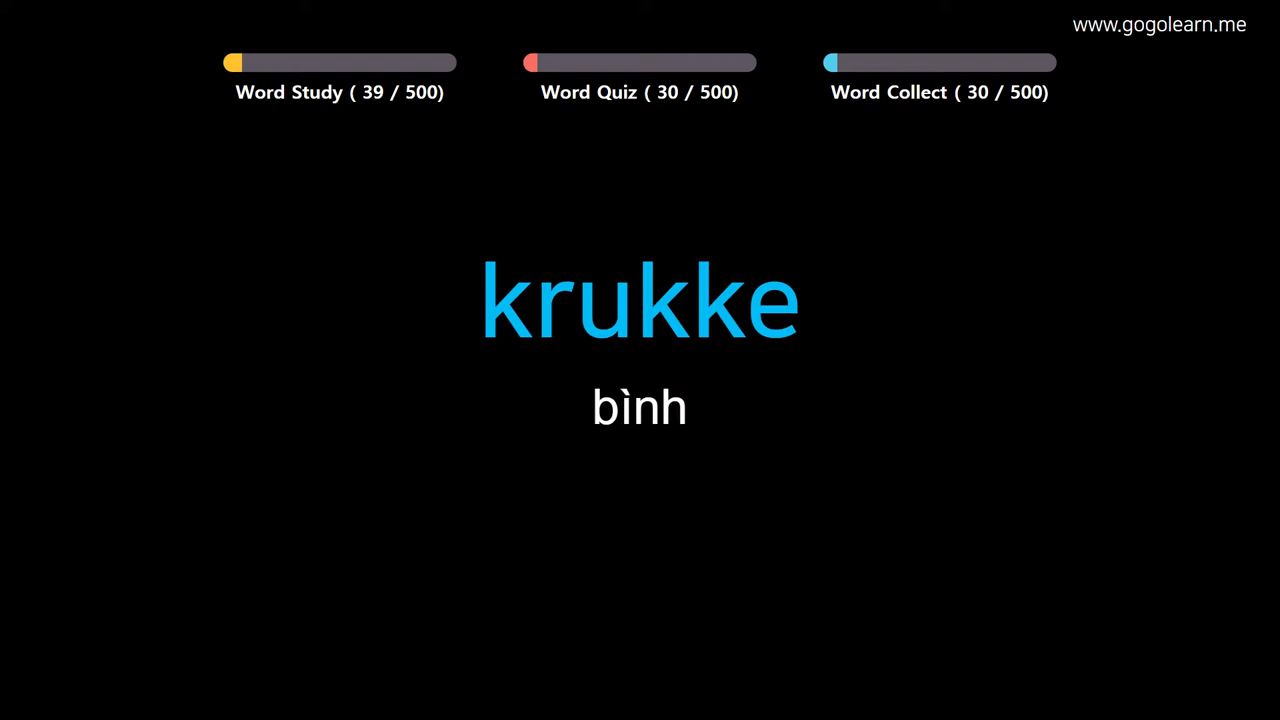 www.gogolearn.me
Word Study ( 39 / 500)
Word Quiz ( 30 / 500)
Word Collect ( 30 / 500)
krukke
bình